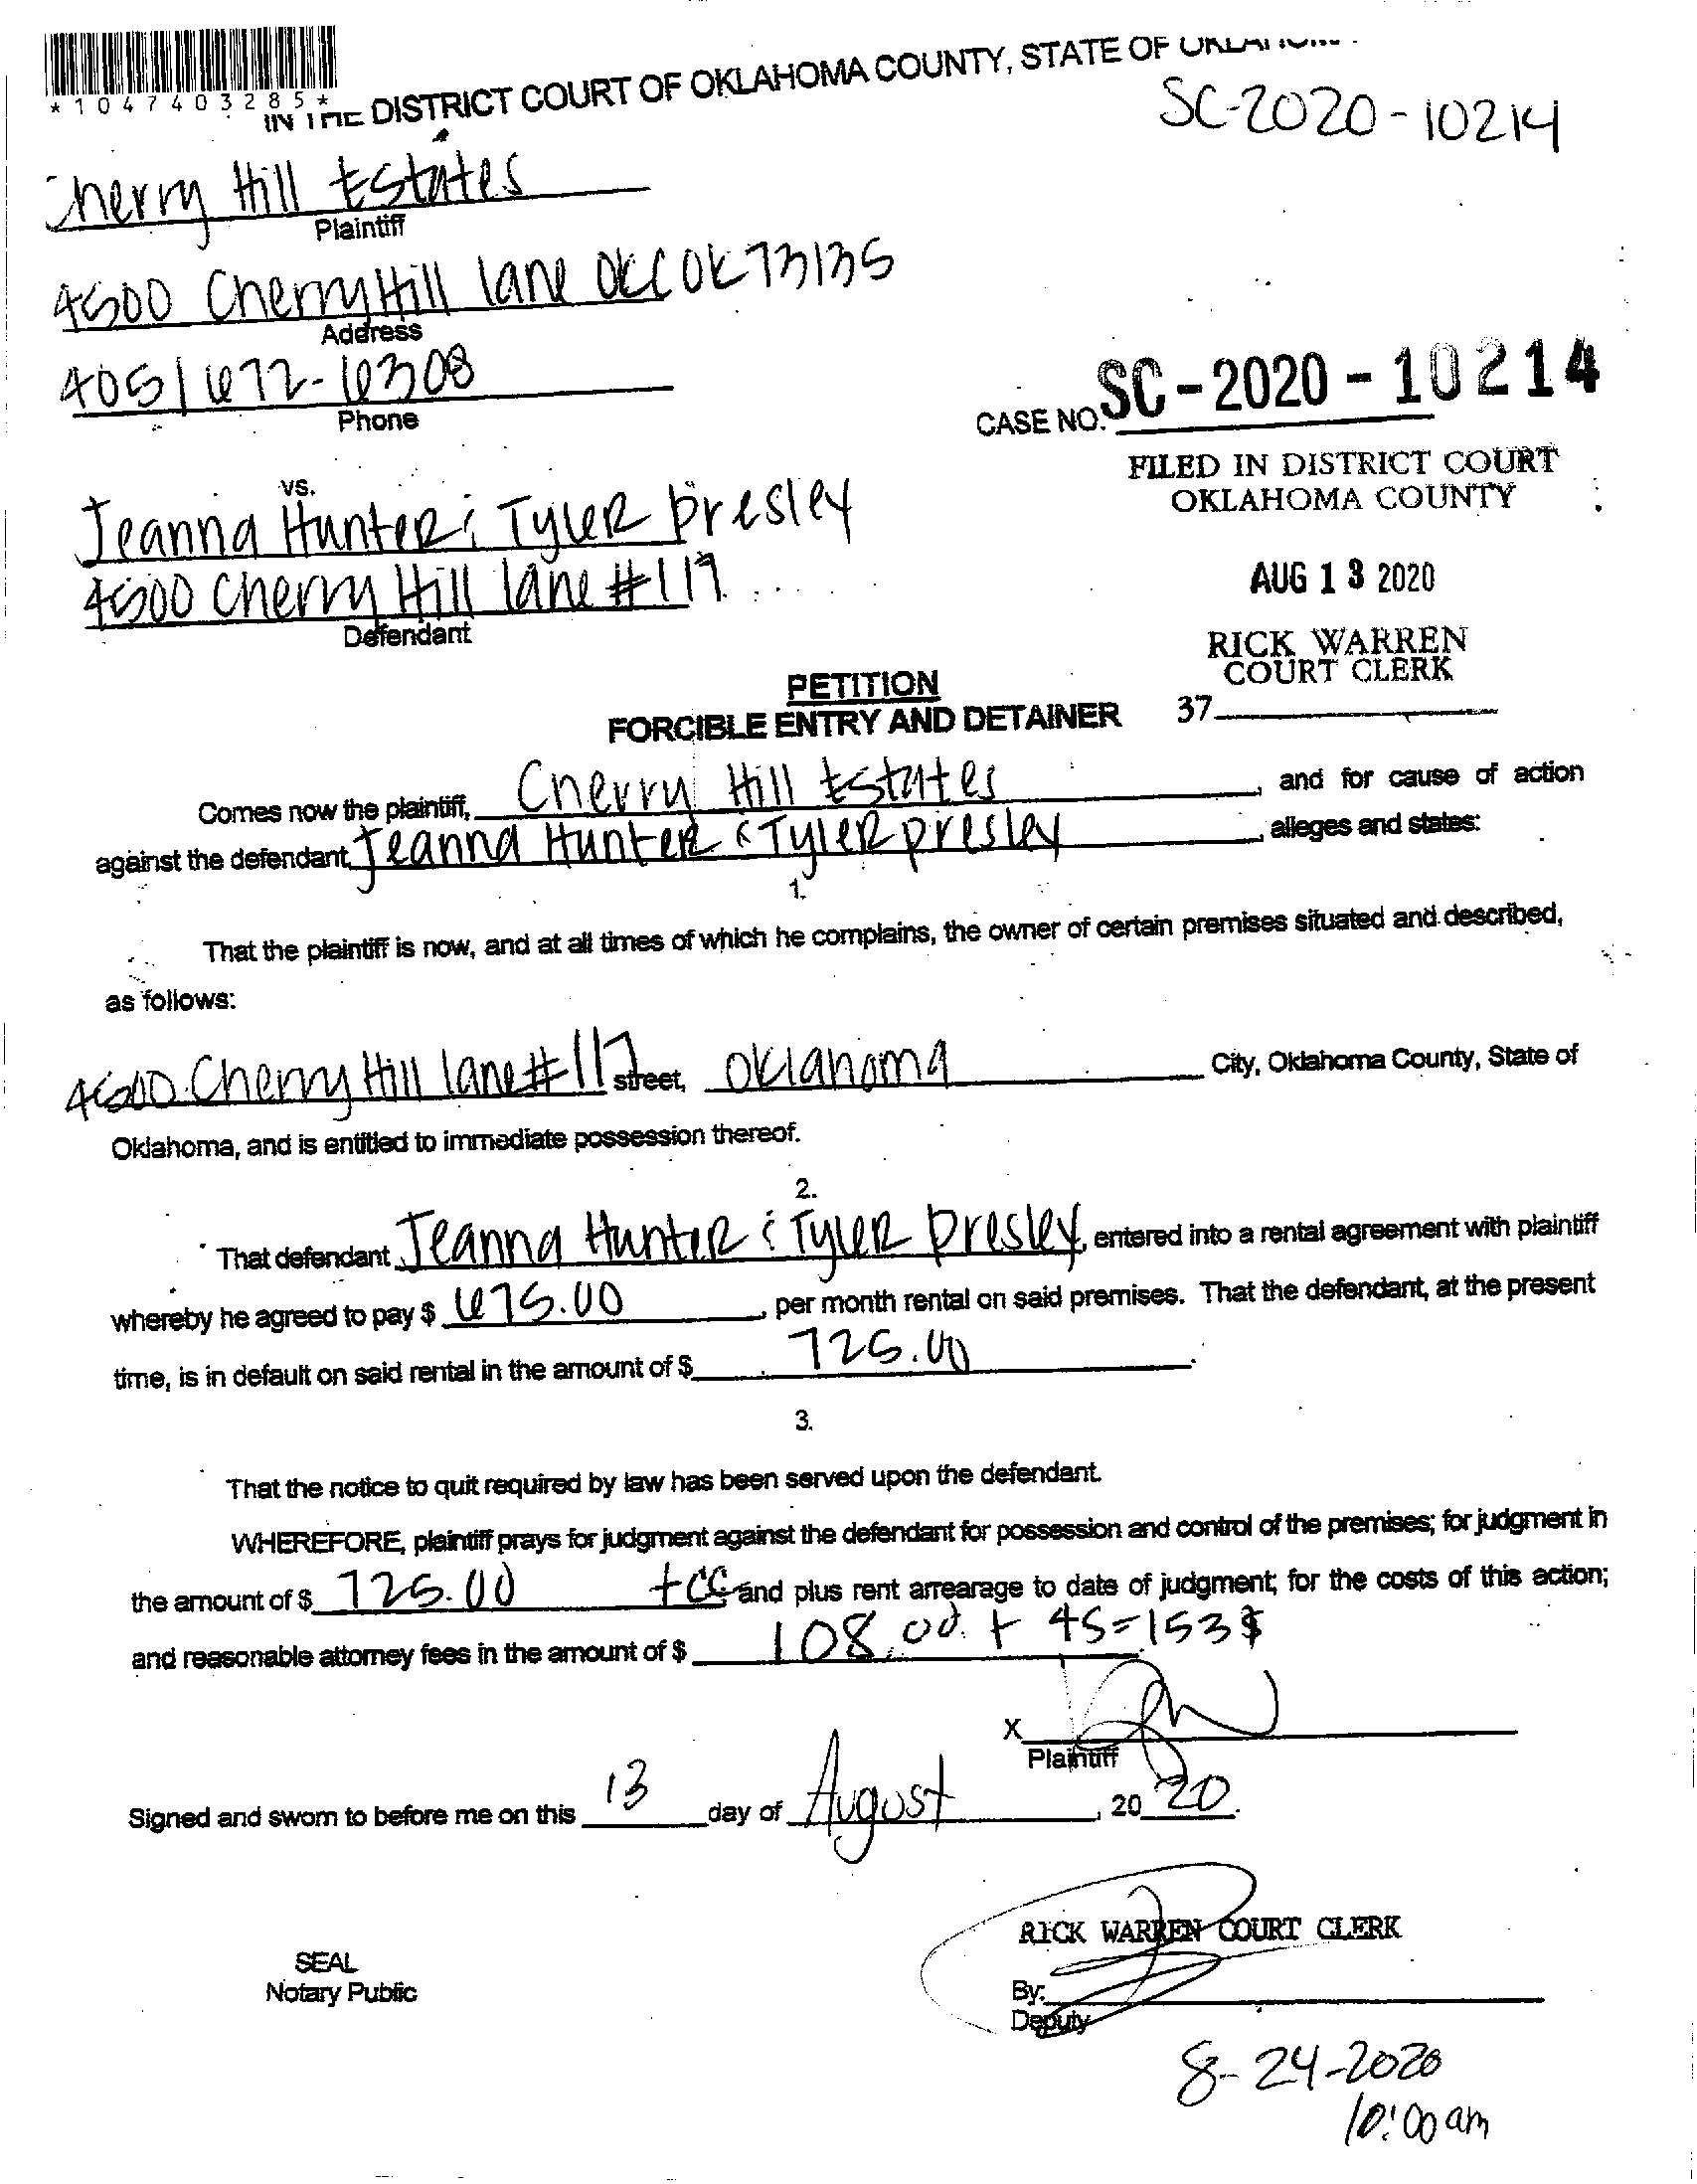 *1047403285*
IN THE DISTRICT COURT OF OKLAHOMA COUNTY, STATE OF
SC-2020-10214
Cherry Hill Estates
Plaintiff
4500 Cherry Hill lane OKC OK 73135
Address
405/672-6308
Phone
CASE NO. SC-2020-10214
FILED IN DISTRICT COURT
OKLAHOMA COUNTY
vs.
Jeanna Hunter & Tyler presley
4500 Cherry Hill lane #117
Defendant
AUG 13 2020
RICK WARREN
COURT CLERK
37
PETITION
FORCIBLE ENTRY AND DETAINER
Comes now the plaintiff, Cherry Hill Estates, and for cause of action
against the defendant, Jeanna Hunter & Tyler presley, alleges and states:
1.
That the plaintiff is now, and at all times of which he complains, the owner of certain premises situated and described,
as follows:
4500 Cherry Hill lane #117 street, oklahoma City, Oklahoma County, State of
Oklahoma, and is entitled to immediate possession thereof.
2.
That defendant Jeanna Hunter & Tyler presley, entered into a rental agreement with plaintiff
whereby he agreed to pay $ 675.00, per month rental on said premises. That the defendant, at the present
time, is in default on said rental in the amount of $ 725.00
3.
That the notice to quit required by law has been served upon the defendant.
WHEREFORE, plaintiff prays for judgment against the defendant for possession and control of the premises; for judgment in
the amount of $ 725.00 +CC and plus rent arrearage to date of judgment; for the costs of this action;
and reasonable attorney fees in the amount of $ 108.00 + 45=153$
X
Plaintiff
Signed and sworn to before me on this 13 day of August, 20 20.
RICK WARREN COURT CLERK
SEAL
Notary Public
By:
Deputy
8-24-2020
10:00 am